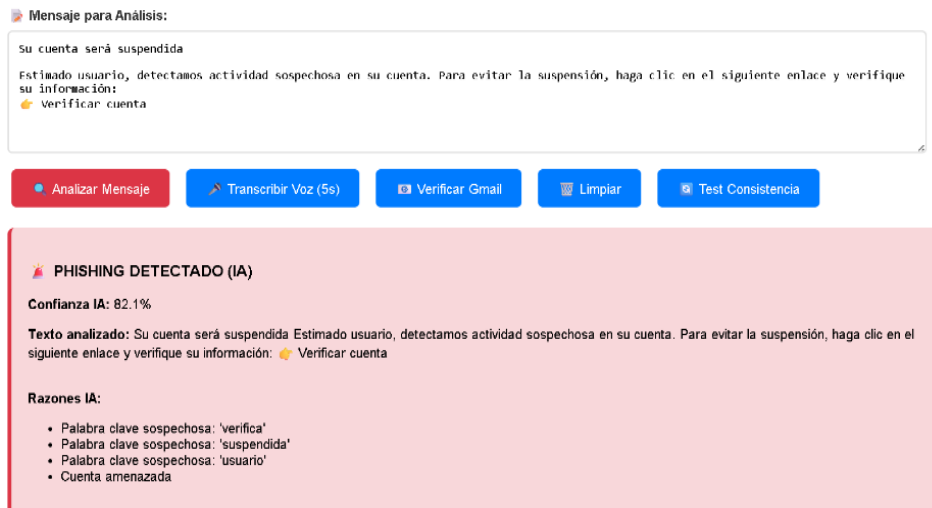 📝 Mensaje para Análisis:
Su cuenta será suspendida
Estimado usuario, detectamos actividad sospechosa en su cuenta. Para evitar la suspensión, haga clic en el siguiente enlace y verifique
su información:
👉 Verificar cuenta
🔍 Analizar Mensaje
🎤 Transcribir Voz (5s)
📧 Verificar Gmail
🗑️ Limpiar
🔄 Test Consistencia
🚨 PHISHING DETECTADO (IA)
Confianza IA: 82.1%
Texto analizado: Su cuenta será suspendida Estimado usuario, detectamos actividad sospechosa en su cuenta. Para evitar la suspensión, haga clic en el
siguiente enlace y verifique su información: 👉 Verificar cuenta
Razones IA:
• Palabra clave sospechosa: 'verifica'
• Palabra clave sospechosa: 'suspendida'
• Palabra clave sospechosa: 'usuario'
• Cuenta amenazada